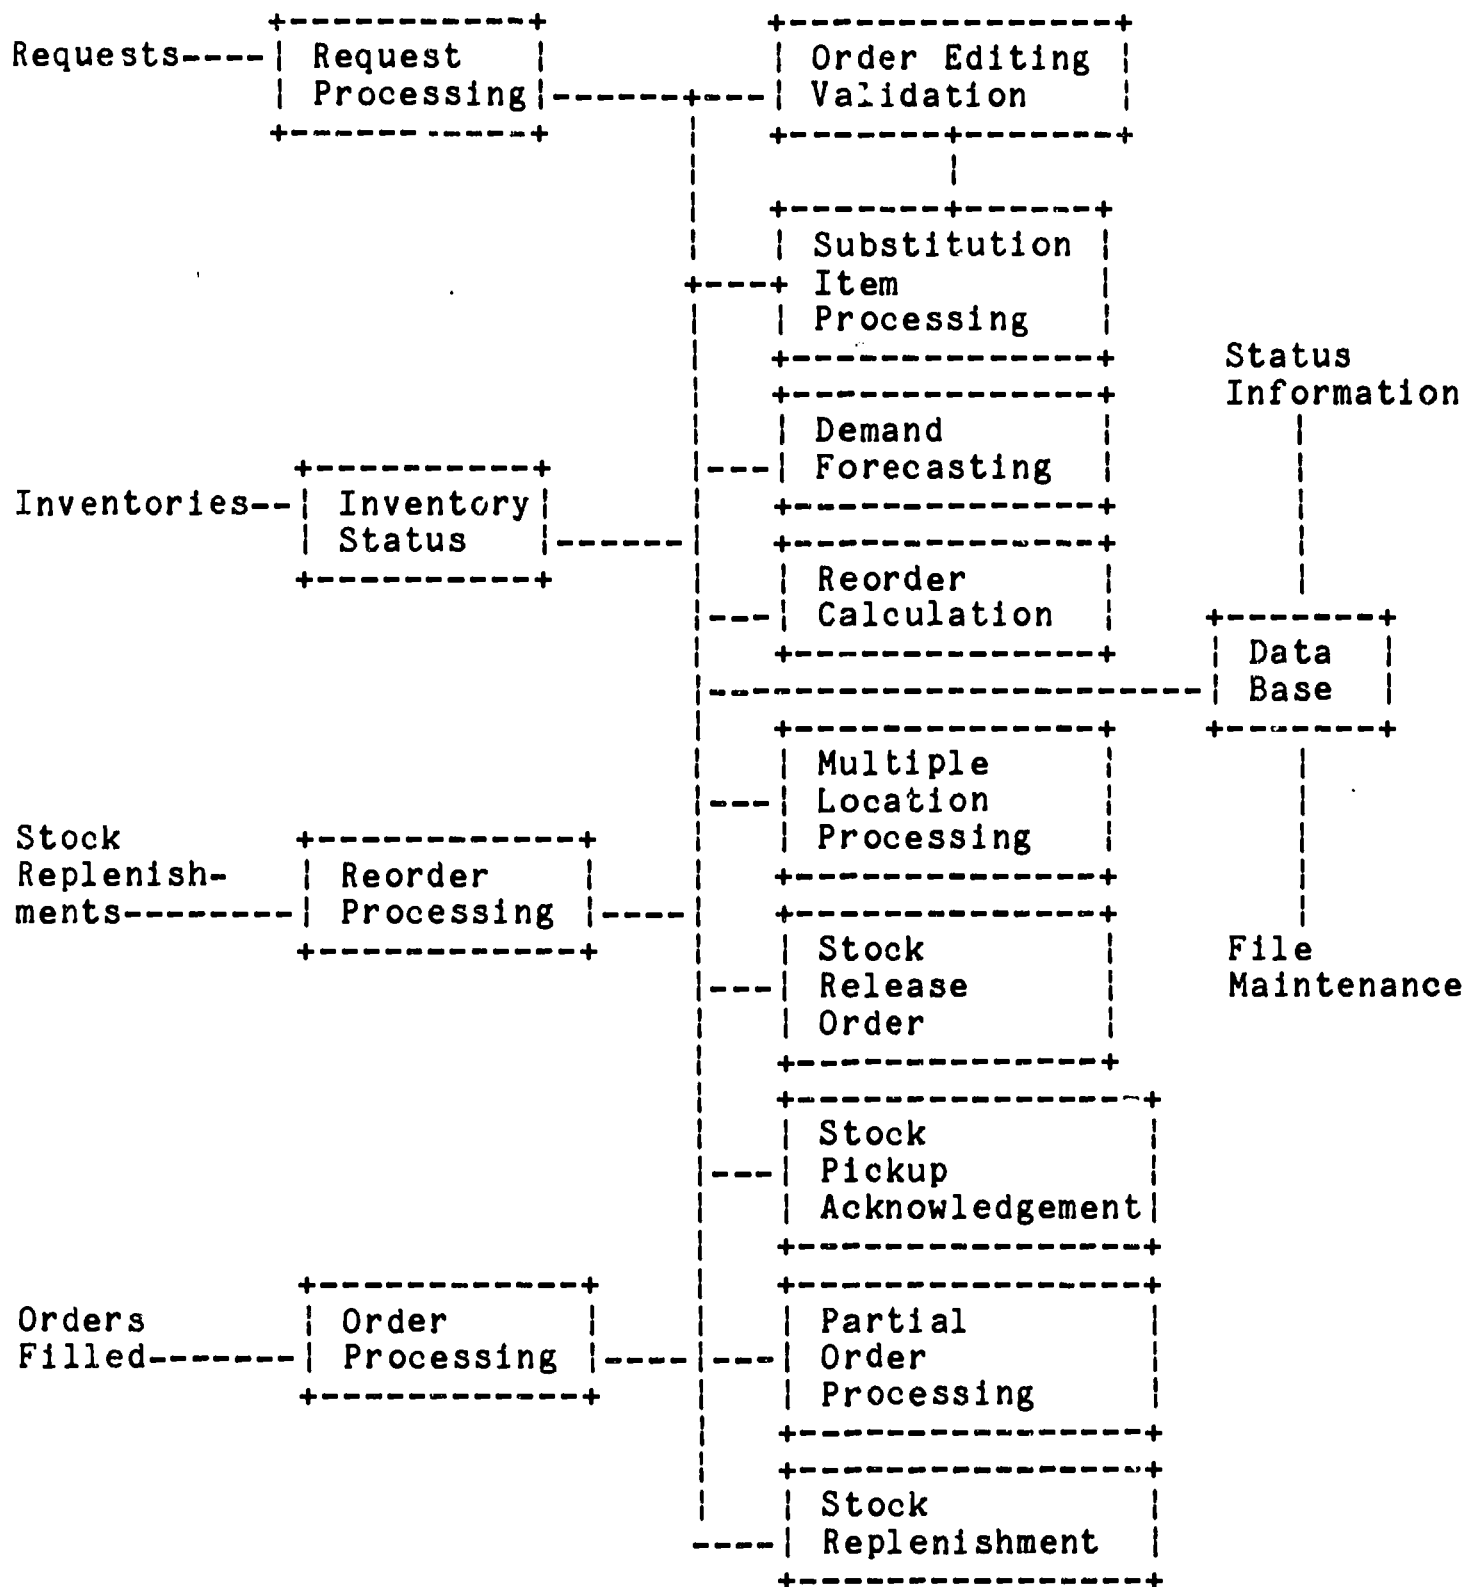 Requests
Request
Processing
Order Editing
Validation
Substitution
Item
Processing
Status
Information
Demand
Forecasting
Inventories
Inventory
Status
Reorder
Calculation
Data
Base
Multiple
Location
Processing
Stock
Replenish-
ments
Reorder
Processing
Stock
Release
Order
File
Maintenance
Stock
Pickup
Acknowledgement
Orders
Filled
Order
Processing
Partial
Order
Processing
Stock
Replenishment